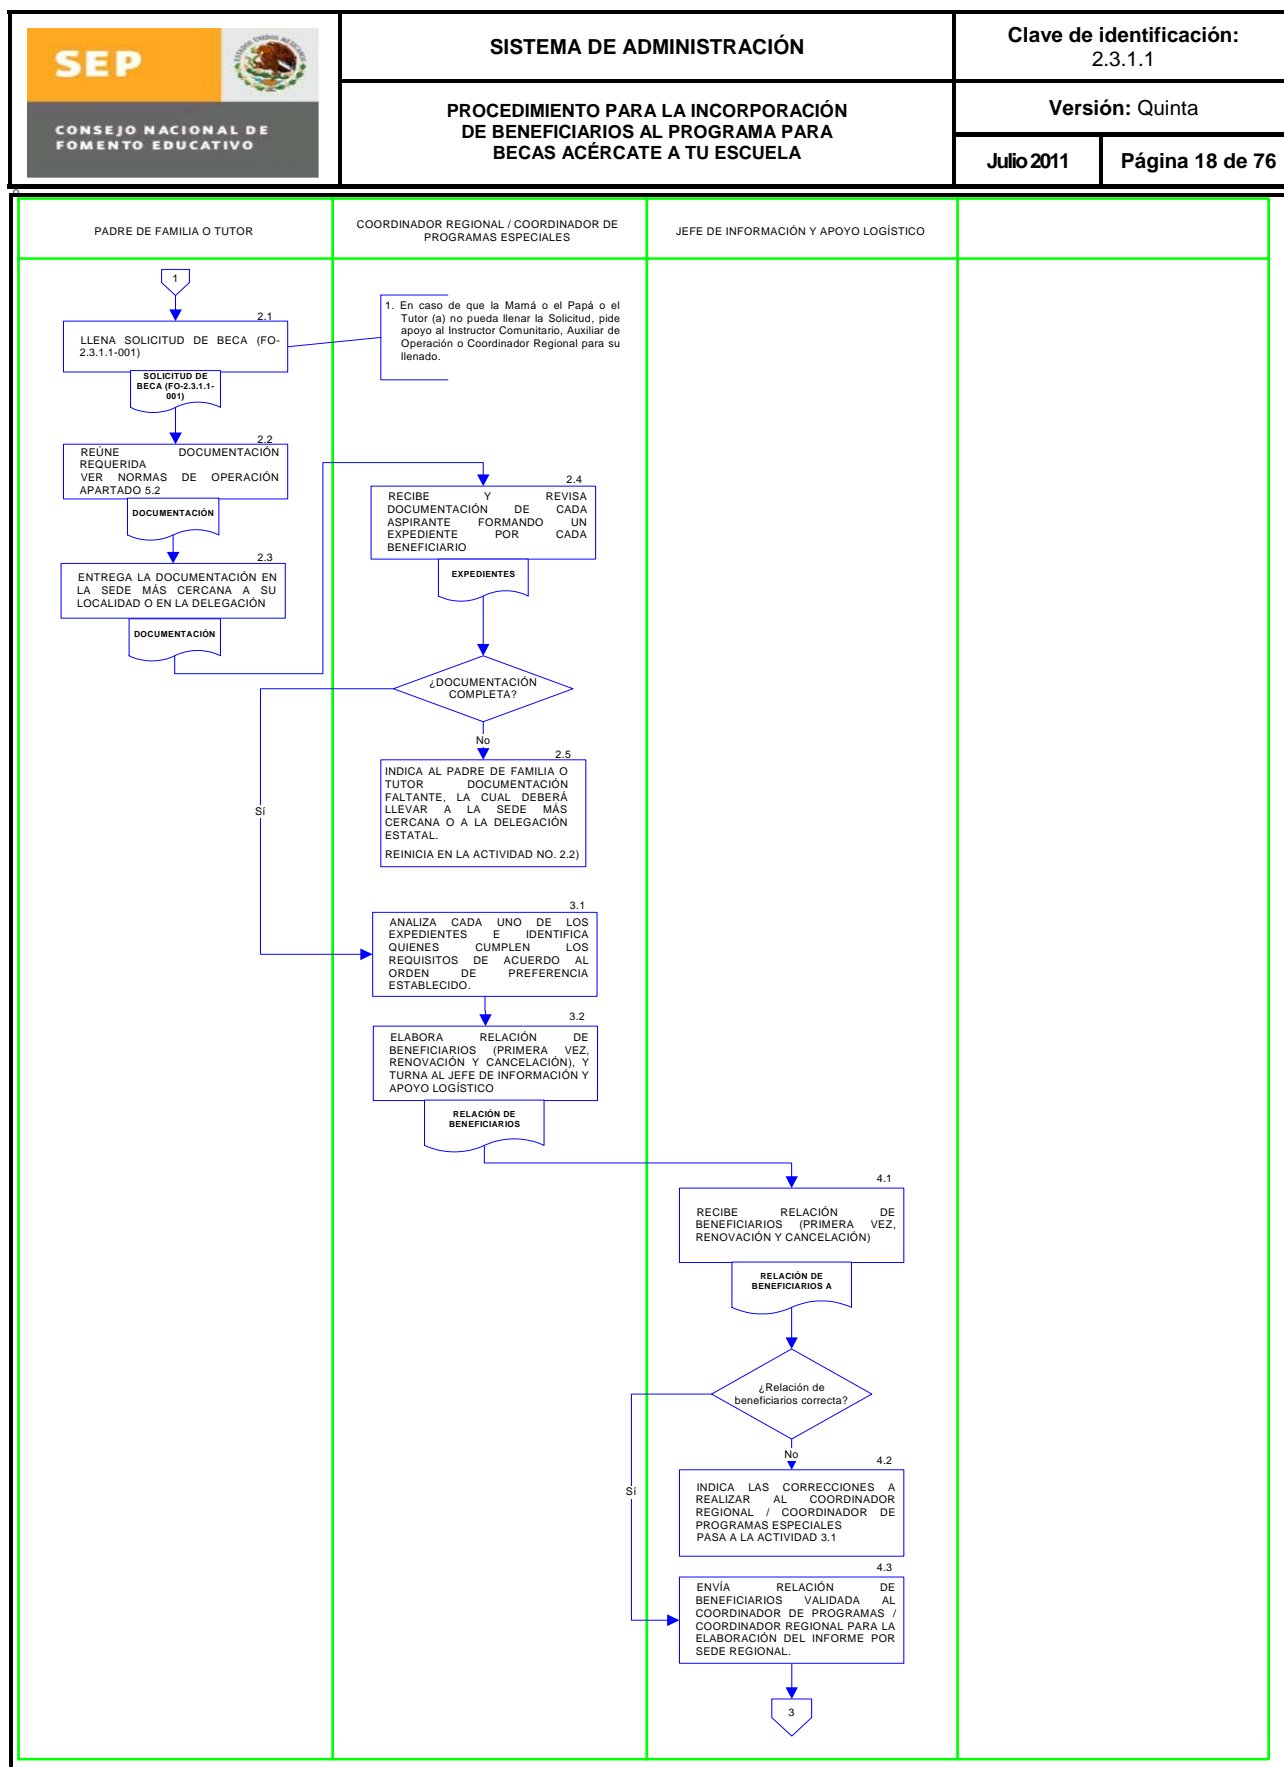 SEP
CONSEJO NACIONAL DE
FOMENTO EDUCATIVO
SISTEMA DE ADMINISTRACIÓN
PROCEDIMIENTO PARA LA INCORPORACIÓN
DE BENEFICIARIOS AL PROGRAMA PARA
BECAS ACÉRCATE A TU ESCUELA
Clave de identificación:
2.3.1.1
Versión: Quinta
Julio 2011
Página 18 de 76
PADRE DE FAMILIA O TUTOR
COORDINADOR REGIONAL / COORDINADOR DE
PROGRAMAS ESPECIALES
JEFE DE INFORMACIÓN Y APOYO LOGÍSTICO
1
2.1
LLENA SOLICITUD DE BECA (FO-
2.3.1.1-001)
SOLICITUD DE
BECA (FO-2.3.1.1-
001)
1. En caso de que la Mamá o el Papá o el
Tutor (a) no pueda llenar la Solicitud, pide
apoyo al Instructor Comunitario, Auxiliar de
Operación o Coordinador Regional para su
llenado.
2.2
REÚNE DOCUMENTACIÓN
REQUERIDA
VER NORMAS DE OPERACIÓN
APARTADO 5.2
DOCUMENTACIÓN
2.3
ENTREGA LA DOCUMENTACIÓN EN
LA SEDE MÁS CERCANA A SU
LOCALIDAD O EN LA DELEGACIÓN
DOCUMENTACIÓN
2.4
RECIBE Y REVISA
DOCUMENTACIÓN DE CADA
ASPIRANTE FORMANDO UN
EXPEDIENTE POR CADA
BENEFICIARIO
EXPEDIENTES
¿DOCUMENTACIÓN
COMPLETA?
No
Sí
2.5
INDICA AL PADRE DE FAMILIA O
TUTOR DOCUMENTACIÓN
FALTANTE, LA CUAL DEBERÁ
LLEVAR A LA SEDE MÁS
CERCANA O A LA DELEGACIÓN
ESTATAL.
REINICIA EN LA ACTIVIDAD NO. 2.2)
3.1
ANALIZA CADA UNO DE LOS
EXPEDIENTES E IDENTIFICA
QUIENES CUMPLEN LOS
REQUISITOS DE ACUERDO AL
ORDEN DE PREFERENCIA
ESTABLECIDO.
3.2
ELABORA RELACIÓN DE
BENEFICIARIOS (PRIMERA VEZ,
RENOVACIÓN Y CANCELACIÓN), Y
TURNA AL JEFE DE INFORMACIÓN Y
APOYO LOGÍSTICO
RELACIÓN DE
BENEFICIARIOS
4.1
RECIBE RELACIÓN DE
BENEFICIARIOS (PRIMERA VEZ,
RENOVACIÓN Y CANCELACIÓN)
RELACIÓN DE
BENEFICIARIOS A
¿Relación de
beneficiarios correcta?
No
Sí
4.2
INDICA LAS CORRECCIONES A
REALIZAR AL COORDINADOR
REGIONAL / COORDINADOR DE
PROGRAMAS ESPECIALES
PASA A LA ACTIVIDAD 3.1
4.3
ENVÍA RELACIÓN DE
BENEFICIARIOS VALIDADA AL
COORDINADOR DE PROGRAMAS /
COORDINADOR REGIONAL PARA LA
ELABORACIÓN DEL INFORME POR
SEDE REGIONAL.
3